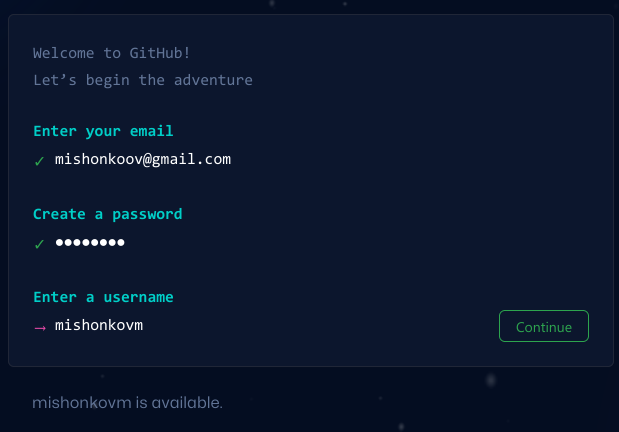 Welcome to GitHub!
Let’s begin the adventure
Enter your email
✓ mishonkoov@gmail.com
Create a password
✓ ●●●●●●●●
Enter a username
→ mishonkovm
Continue
mishonkovm is available.